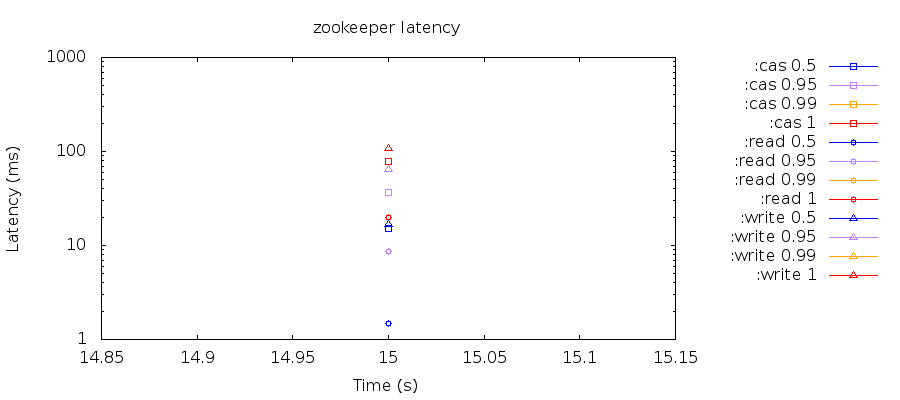 zookeeper latency
1000
100
10
1
Latency (ms)
14.85 14.9 14.95 15 15.05 15.1 15.15
Time (s)
:cas 0.5
:cas 0.95
:cas 0.99
:cas 1
:read 0.5
:read 0.95
:read 0.99
:read 1
:write 0.5
:write 0.95
:write 0.99
:write 1